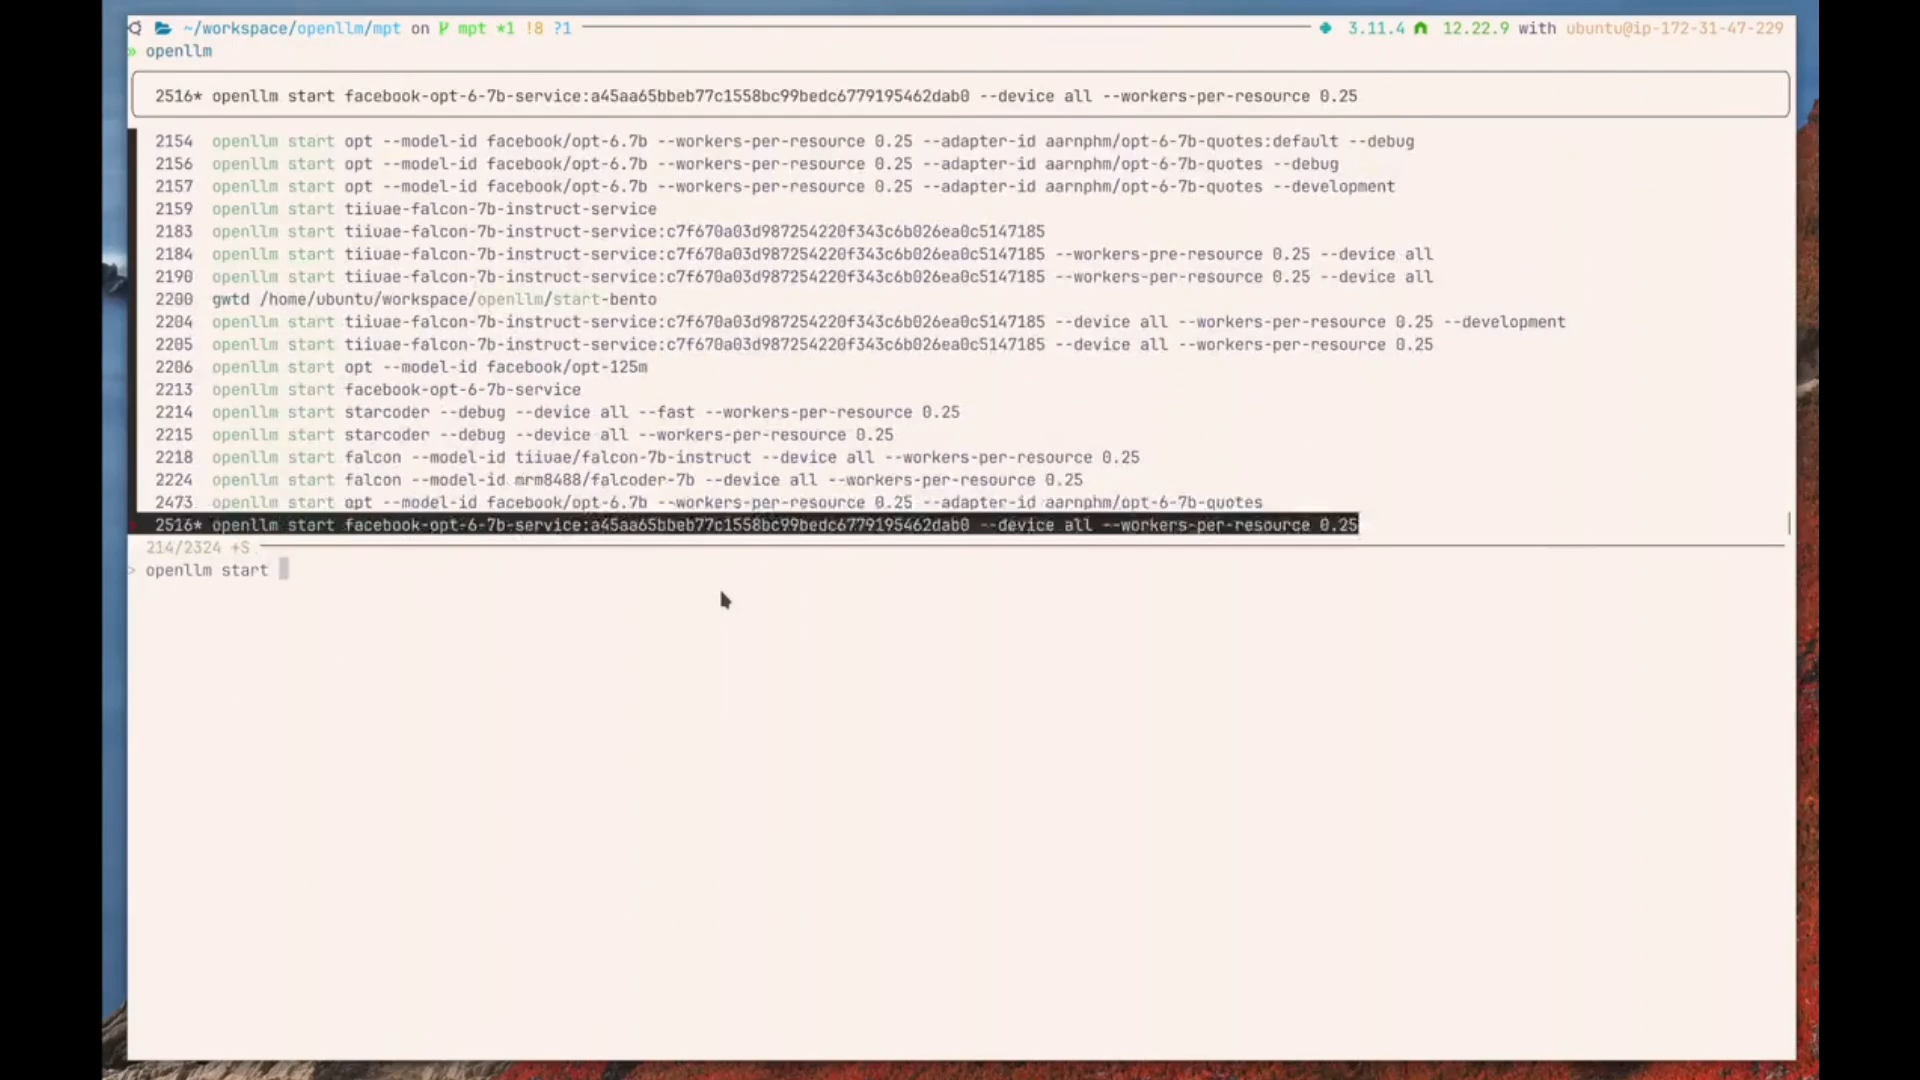 ~/workspace/openllm/mpt on mpt *1 !8 ?1 3.11.4 12.22.9 with ubuntu@ip-172-31-47-229
» openllm
2516* openllm start facebook-opt-6-7b-service:a45aa65bbeb77c1558bc99bedc6779195462dab0 --device all --workers-per-resource 0.25
2154 openllm start opt --model-id facebook/opt-6.7b --workers-per-resource 0.25 --adapter-id aarnphm/opt-6-7b-quotes:default --debug
2156 openllm start opt --model-id facebook/opt-6.7b --workers-per-resource 0.25 --adapter-id aarnphm/opt-6-7b-quotes --debug
2157 openllm start opt --model-id facebook/opt-6.7b --workers-per-resource 0.25 --adapter-id aarnphm/opt-6-7b-quotes --development
2159 openllm start tiiuae-falcon-7b-instruct-service
2183 openllm start tiiuae-falcon-7b-instruct-service:c7f670a03d987254220f343c6b026ea0c5147185
2184 openllm start tiiuae-falcon-7b-instruct-service:c7f670a03d987254220f343c6b026ea0c5147185 --workers-pre-resource 0.25 --device all
2190 openllm start tiiuae-falcon-7b-instruct-service:c7f670a03d987254220f343c6b026ea0c5147185 --workers-per-resource 0.25 --device all
2200 gwtd /home/ubuntu/workspace/openllm/start-bento
2204 openllm start tiiuae-falcon-7b-instruct-service:c7f670a03d987254220f343c6b026ea0c5147185 --device all --workers-per-resource 0.25 --development
2205 openllm start tiiuae-falcon-7b-instruct-service:c7f670a03d987254220f343c6b026ea0c5147185 --device all --workers-per-resource 0.25
2206 openllm start opt --model-id facebook/opt-125m
2213 openllm start facebook-opt-6-7b-service
2214 openllm start starcoder --debug --device all --fast --workers-per-resource 0.25
2215 openllm start starcoder --debug --device all --workers-per-resource 0.25
2218 openllm start falcon --model-id tiiuae/falcon-7b-instruct --device all --workers-per-resource 0.25
2224 openllm start falcon --model-id mrm8488/falcoder-7b --device all --workers-per-resource 0.25
2473 openllm start opt --model-id facebook/opt-6.7b --workers-per-resource 0.25 --adapter-id aarnphm/opt-6-7b-quotes
2516* openllm start facebook-opt-6-7b-service:a45aa65bbeb77c1558bc99bedc6779195462dab0 --device all --workers-per-resource 0.25
214/2324 +S
> openllm start